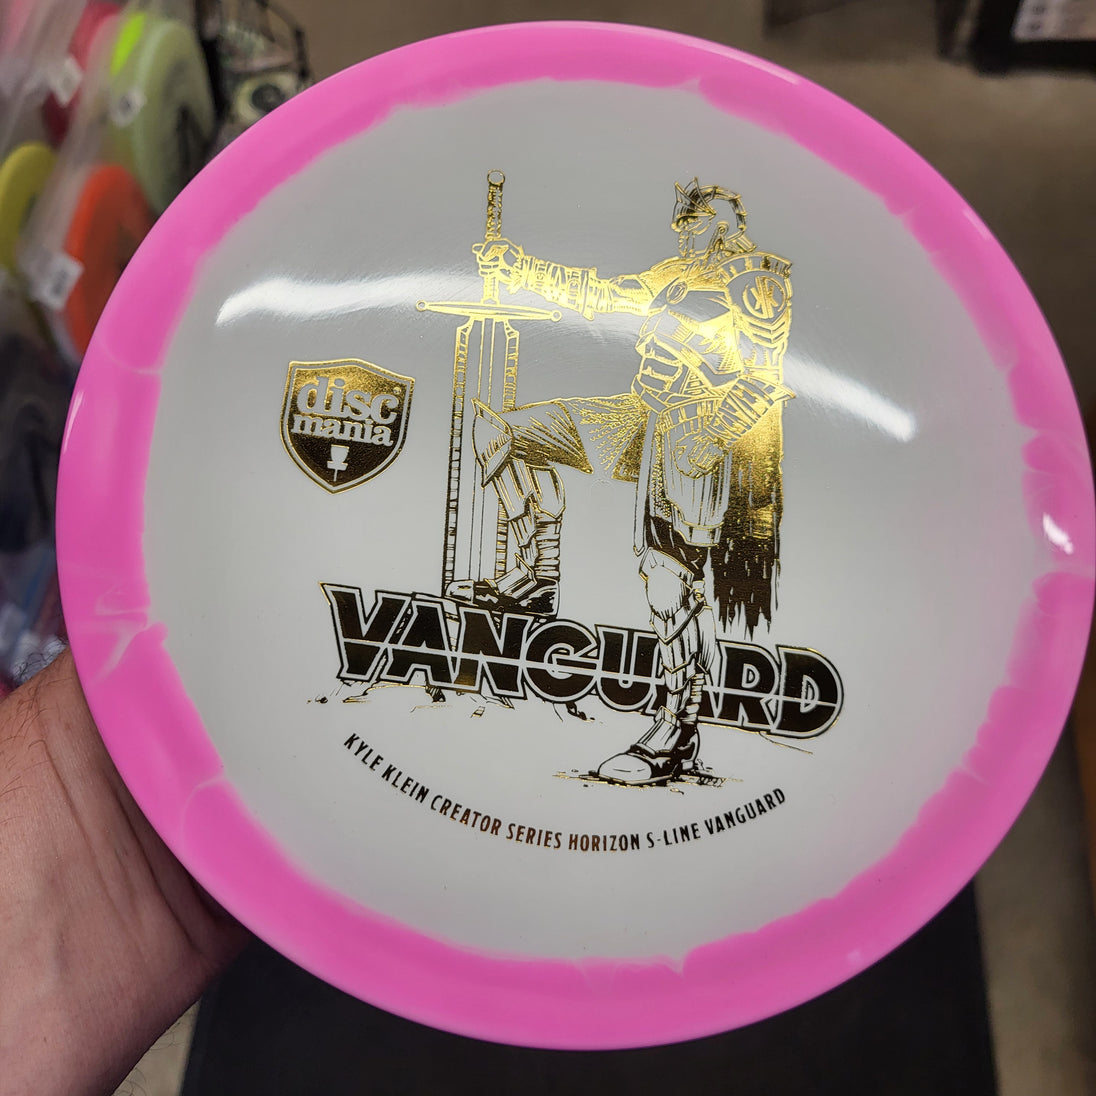 disc
mania
VANGUARD
KYLE KLEIN CREATOR SERIES HORIZON S-LINE VANGUARD